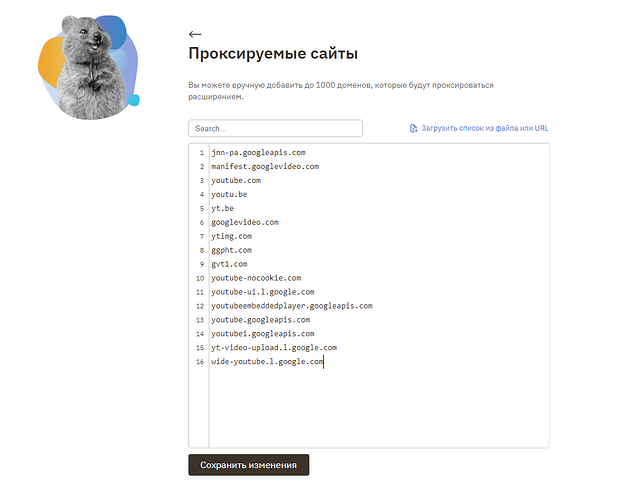 ←
Проксируемые сайты
Вы можете вручную добавить до 1000 доменов, которые будут проксироваться
расширением.
Search...
Загрузить список из файла или URL
1 jnn-pa.googleapis.com
2 manifest.googlevideo.com
3 youtube.com
4 youtu.be
5 yt.be
6 googlevideo.com
7 ytimg.com
8 ggpht.com
9 gvt1.com
10 youtube-nocookie.com
11 youtube-ui.l.google.com
12 youtubeembeddedplayer.googleapis.com
13 youtube.googleapis.com
14 youtubei.googleapis.com
15 yt-video-upload.l.google.com
16 wide-youtube.l.google.com
Сохранить изменения